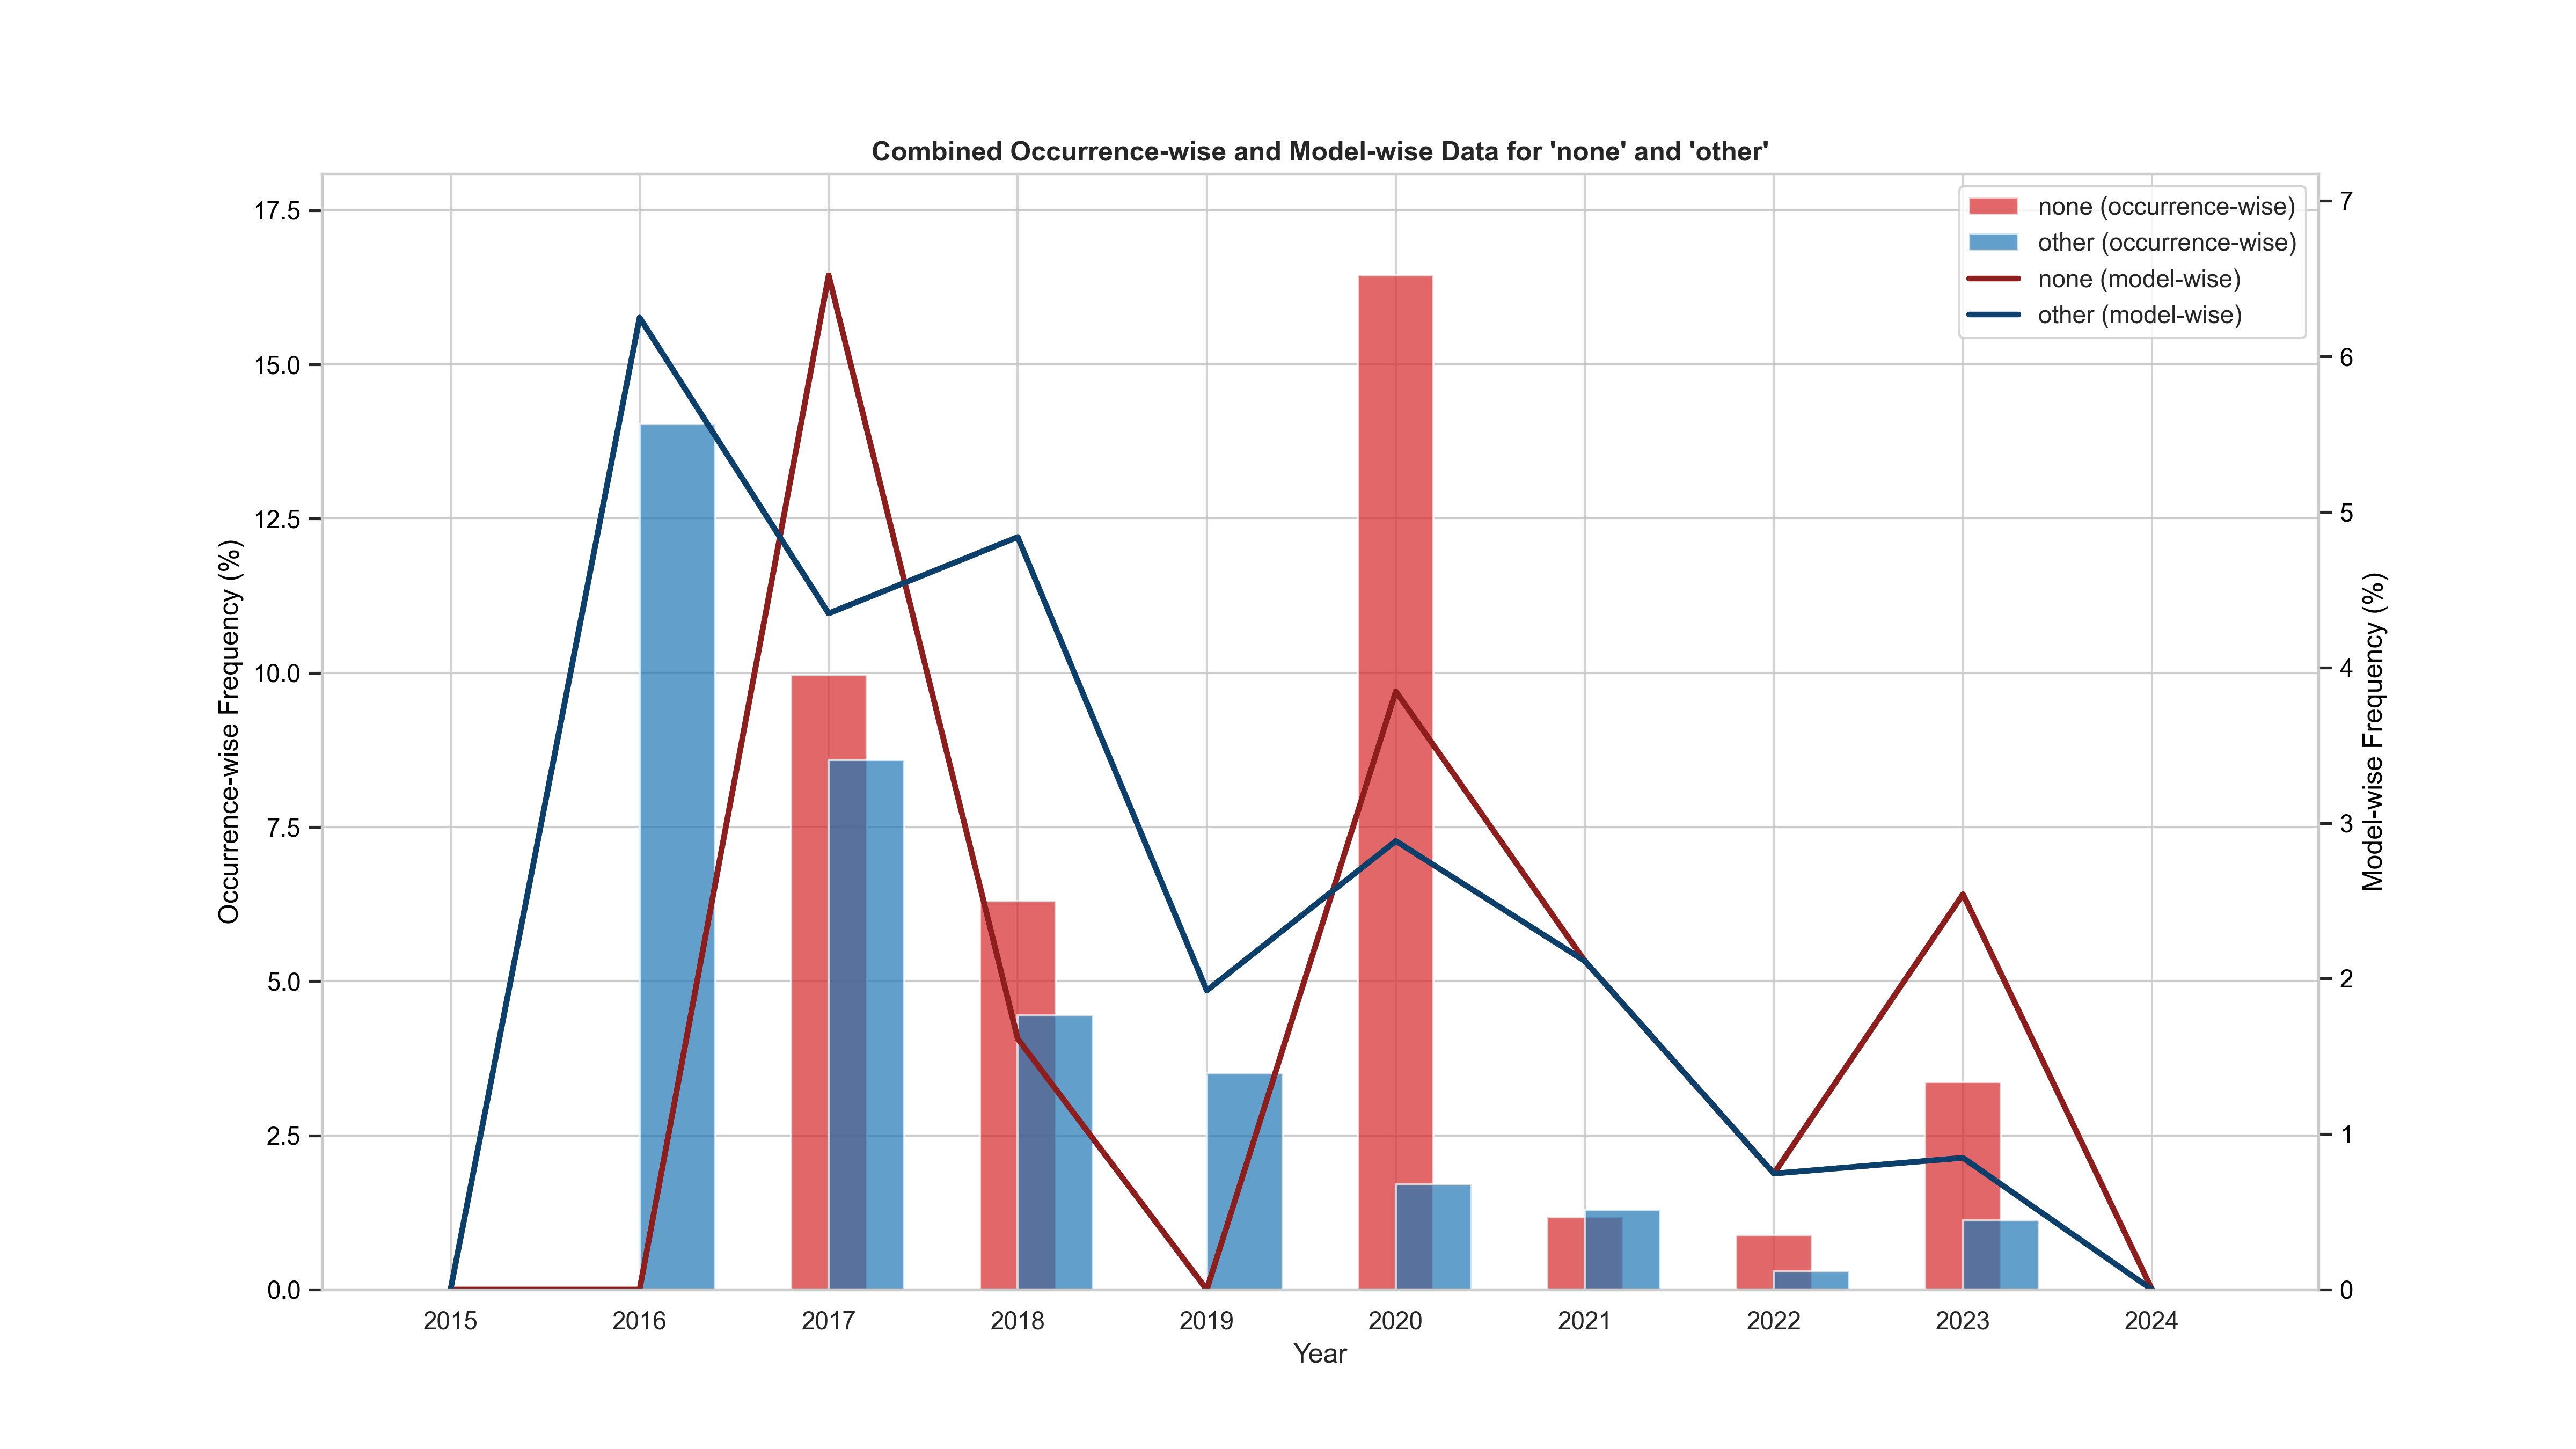 Combined Occurrence-wise and Model-wise Data for 'none' and 'other'
none (occurrence-wise)
other (occurrence-wise)
none (model-wise)
other (model-wise)
Occurrence-wise Frequency (%)
17.5
15.0
12.5
10.0
7.5
5.0
2.5
0.0
7
6
5
4
3
2
1
0
Model-wise Frequency (%)
2015 2016 2017 2018 2019 2020 2021 2022 2023 2024
Year